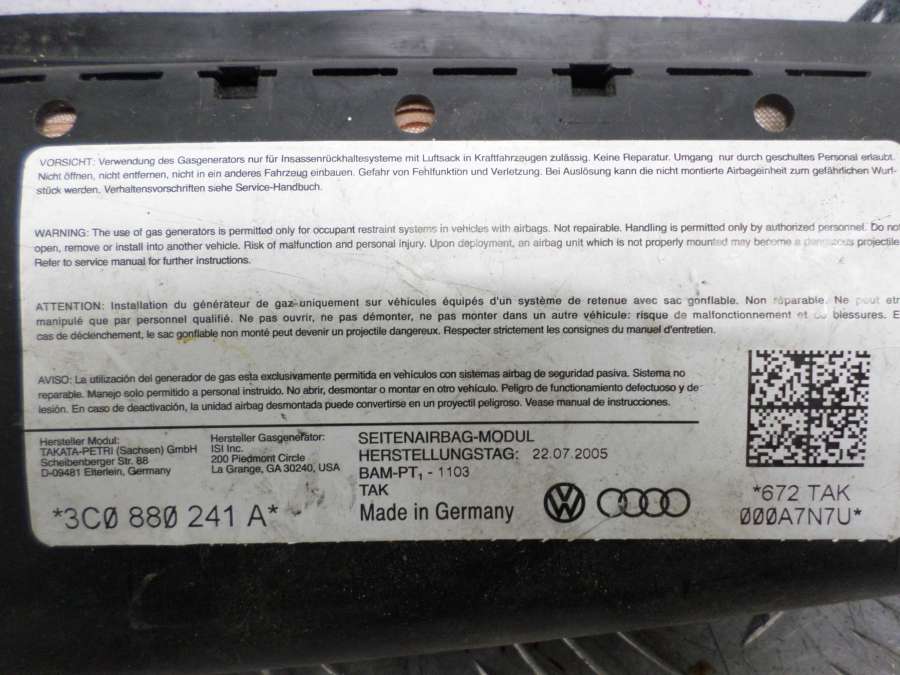 VORSICHT: Verwendung des Gasgenerators nur für Insassenrückhaltesysteme mit Luftsack in Kraftfahrzeugen zulässig. Keine Reparatur. Umgang nur durch geschultes Personal erlaubt.
Nicht öffnen, nicht entfernen, nicht in ein anderes Fahrzeug einbauen. Gefahr von Fehlfunktion und Verletzung. Bei Auslösung kann die nicht montierte Airbageinheit zum gefährlichen Wurf-
stück werden. Verhaltensvorschriften siehe Service-Handbuch.
WARNING: The use of gas generators is permitted only for occupant restraint systems in vehicles with airbags. Not repairable. Handling is permitted only by authorized personnel. Do not
open, remove or install into another vehicle. Risk of malfunction and personal injury. Upon deployment, an airbag unit which is not properly mounted may become a dangerous projectile.
Refer to service manual for further instructions.
ATTENTION: Installation du générateur de gaz uniquement sur véhicules équipés d'un système de retenue avec sac gonflable. Non réparable. Ne peut etr
manipulé que par personnel qualifié. Ne pas ouvrir, ne pas démonter, ne pas monter dans un autre véhicule: risque de malfonctionnement et de blessures. E
cas de déclenchement, le sac gonflable non monté peut devenir un projectile dangereux. Respecter strictement les consignes du manuel d'entretien.
AVISO: La utilización del generador de gas esta exclusivamente permitida en vehículos con sistemas airbag de seguridad pasiva. Sistema no
reparable. Manejo solo permitido a personal instruido. No abrir, desmontar o montar en otro vehículo. Peligro de funcionamiento defectuoso y de
lesión. En caso de deactivación, la unidad airbag desmontada puede convertirse en un proyectil peligroso. Vease manual de instrucciones.
Hersteller Modul:
TAKATA-PETRI (Sachsen) GmbH
Scheibenberger Str. 88
D-09481 Elterlein, Germany
Hersteller Gasgenerator:
ISI Inc.
200 Piedmont Circle
La Grange, GA 30240, USA
*3C0 880 241 A*
SEITENAIRBAG-MODUL
HERSTELLUNGSTAG: 22.07.2005
BAM-PT₁ - 1103
TAK
Made in Germany
*672 TAK
000A7N7U*